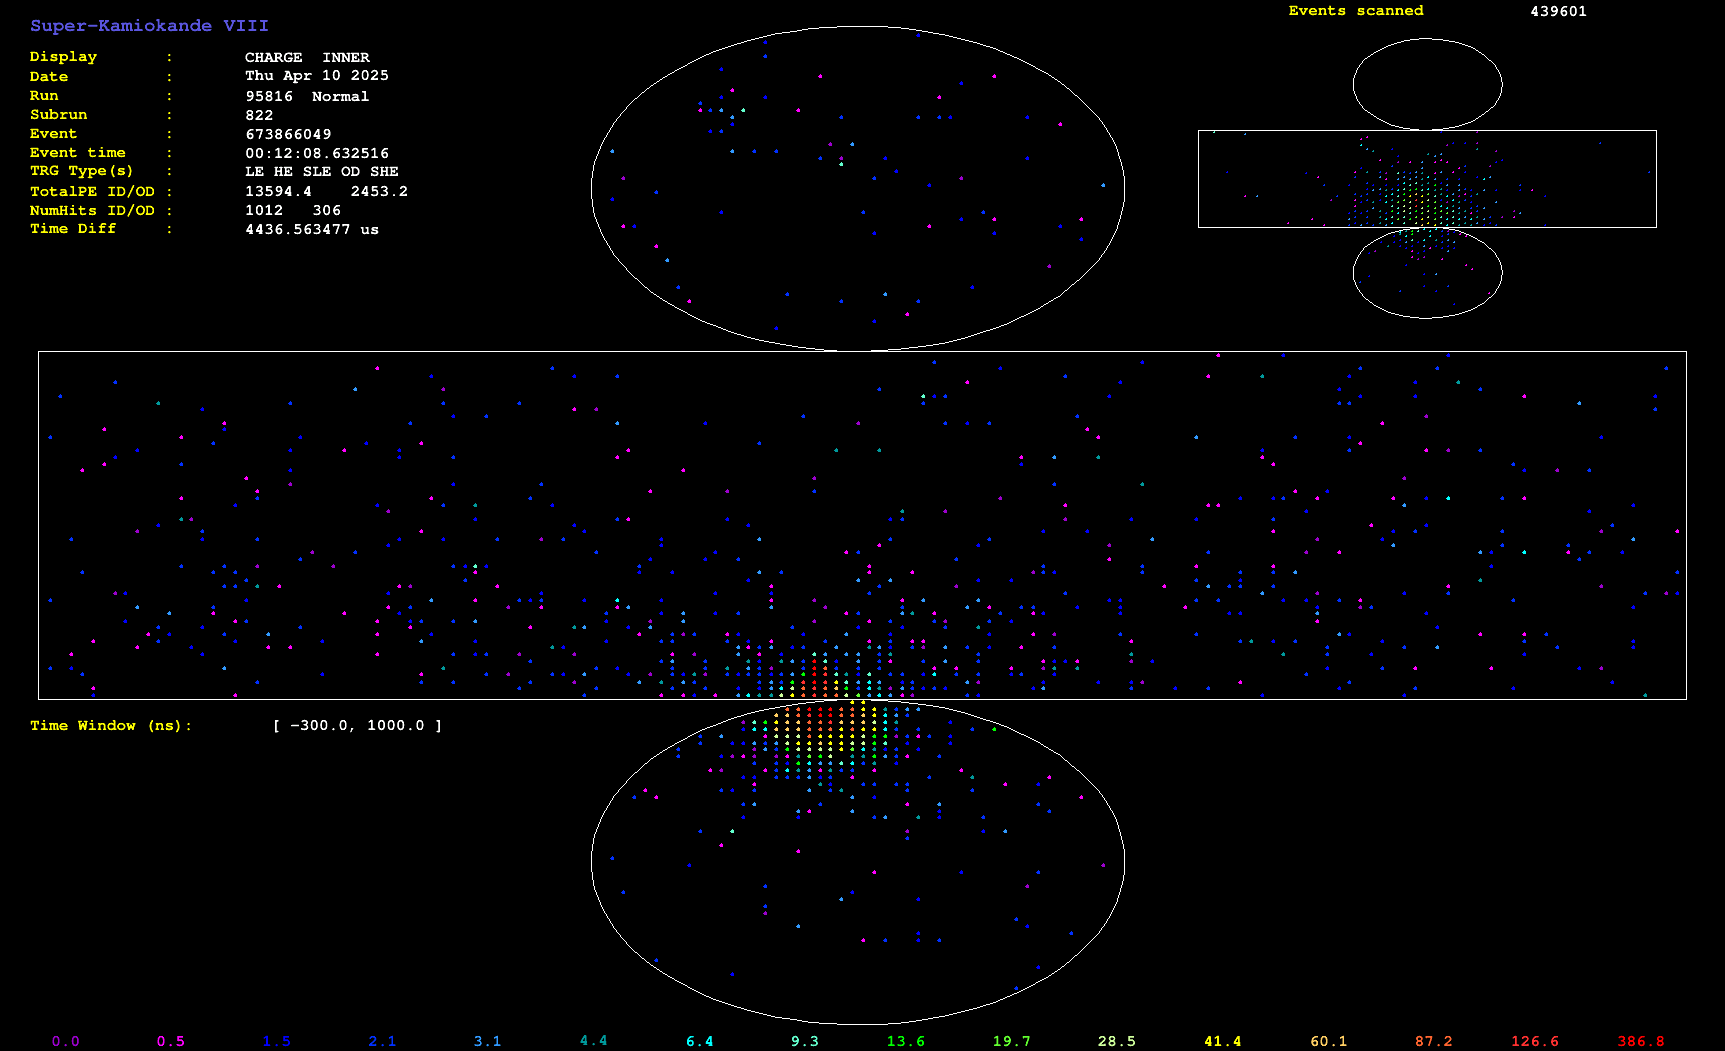 Super-Kamiokande VIII
Events scanned 439601
Display : CHARGE INNER
Date : Thu Apr 10 2025
Run : 95816 Normal
Subrun : 822
Event : 673866049
Event time : 00:12:08.632516
TRG Type(s) : LE HE SLE OD SHE
TotalPE ID/OD : 13594.4 2453.2
NumHits ID/OD : 1012 306
Time Diff : 4436.563477 us
Time Window (ns): [ -300.0, 1000.0 ]
0.0 0.5 1.5 2.1 3.1 4.4 6.4 9.3 13.6 19.7 28.5 41.4 60.1 87.2 126.6 386.8